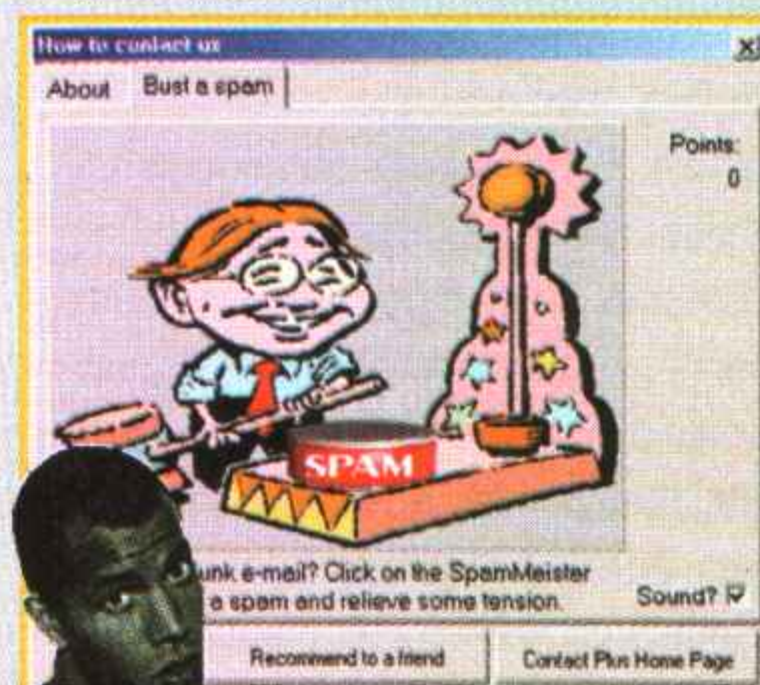 How to contact us
About Bust a spam
Points:
0
SPAM
unk e-mail? Click on the SpamMeister
a spam and relieve some tension.
Sound?
Recommend to a friend
Contact Plus Home Page